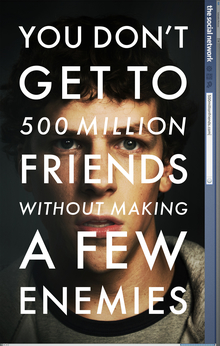 YOU DON'T
GET TO
500 MILLION
FRIENDS
WITHOUT MAKING
A FEW
ENEMIES
the social network